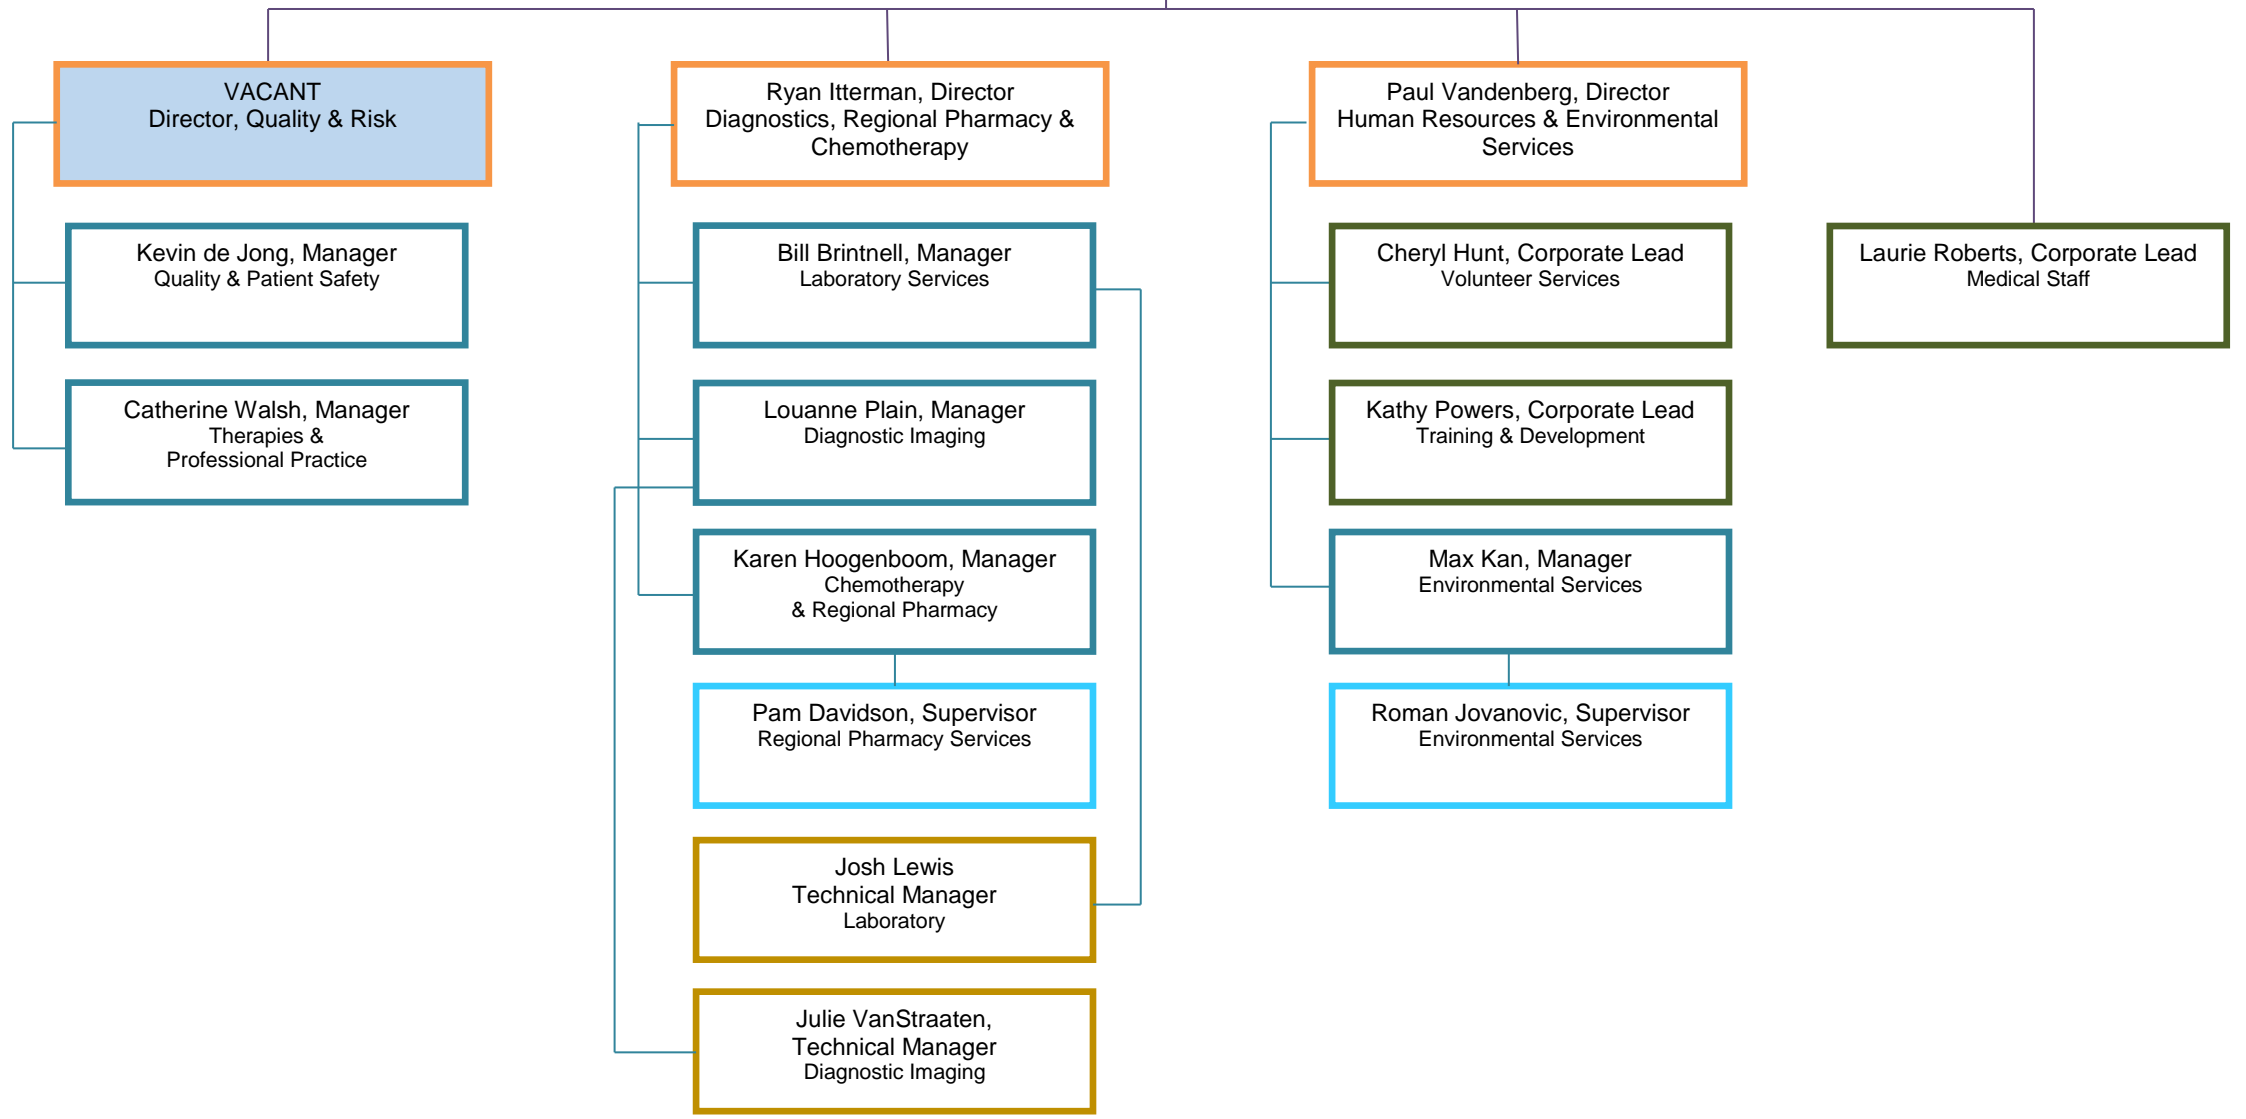 VACANT
Director, Quality & Risk
Kevin de Jong, Manager
Quality & Patient Safety
Catherine Walsh, Manager
Therapies &
Professional Practice
Ryan Itterman, Director
Diagnostics, Regional Pharmacy &
Chemotherapy
Bill Brintnell, Manager
Laboratory Services
Louanne Plain, Manager
Diagnostic Imaging
Karen Hoogenboom, Manager
Chemotherapy
& Regional Pharmacy
Pam Davidson, Supervisor
Regional Pharmacy Services
Josh Lewis
Technical Manager
Laboratory
Julie VanStraaten,
Technical Manager
Diagnostic Imaging
Paul Vandenberg, Director
Human Resources & Environmental
Services
Cheryl Hunt, Corporate Lead
Volunteer Services
Kathy Powers, Corporate Lead
Training & Development
Max Kan, Manager
Environmental Services
Roman Jovanovic, Supervisor
Environmental Services
Laurie Roberts, Corporate Lead
Medical Staff